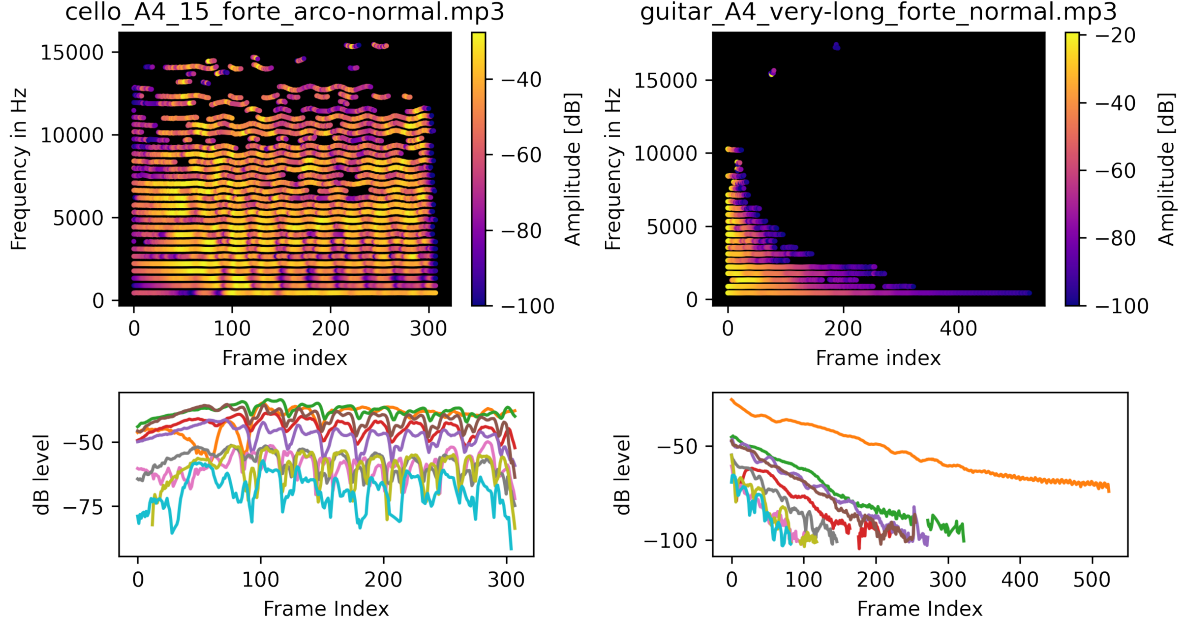 cello_A4_15_forte_arco-normal.mp3
15000
10000
5000
0
Frequency in Hz
0 100 200 300
Frame index
−40
−60
−80
−100
Amplitude [dB]
guitar_A4_very-long_forte_normal.mp3
15000
10000
5000
0
Frequency in Hz
0 200 400
Frame index
−20
−40
−60
−80
−100
Amplitude [dB]
−50
−75
dB level
0 100 200 300
Frame Index
−50
−100
dB level
0 100 200 300 400 500
Frame Index